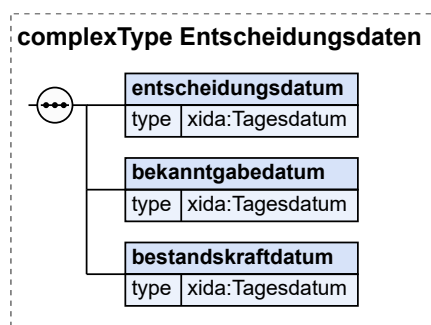 complexType Entscheidungsdaten
entscheidungsdatum
type xida:Tagesdatum
bekanntgabedatum
type xida:Tagesdatum
bestandskraftdatum
type xida:Tagesdatum